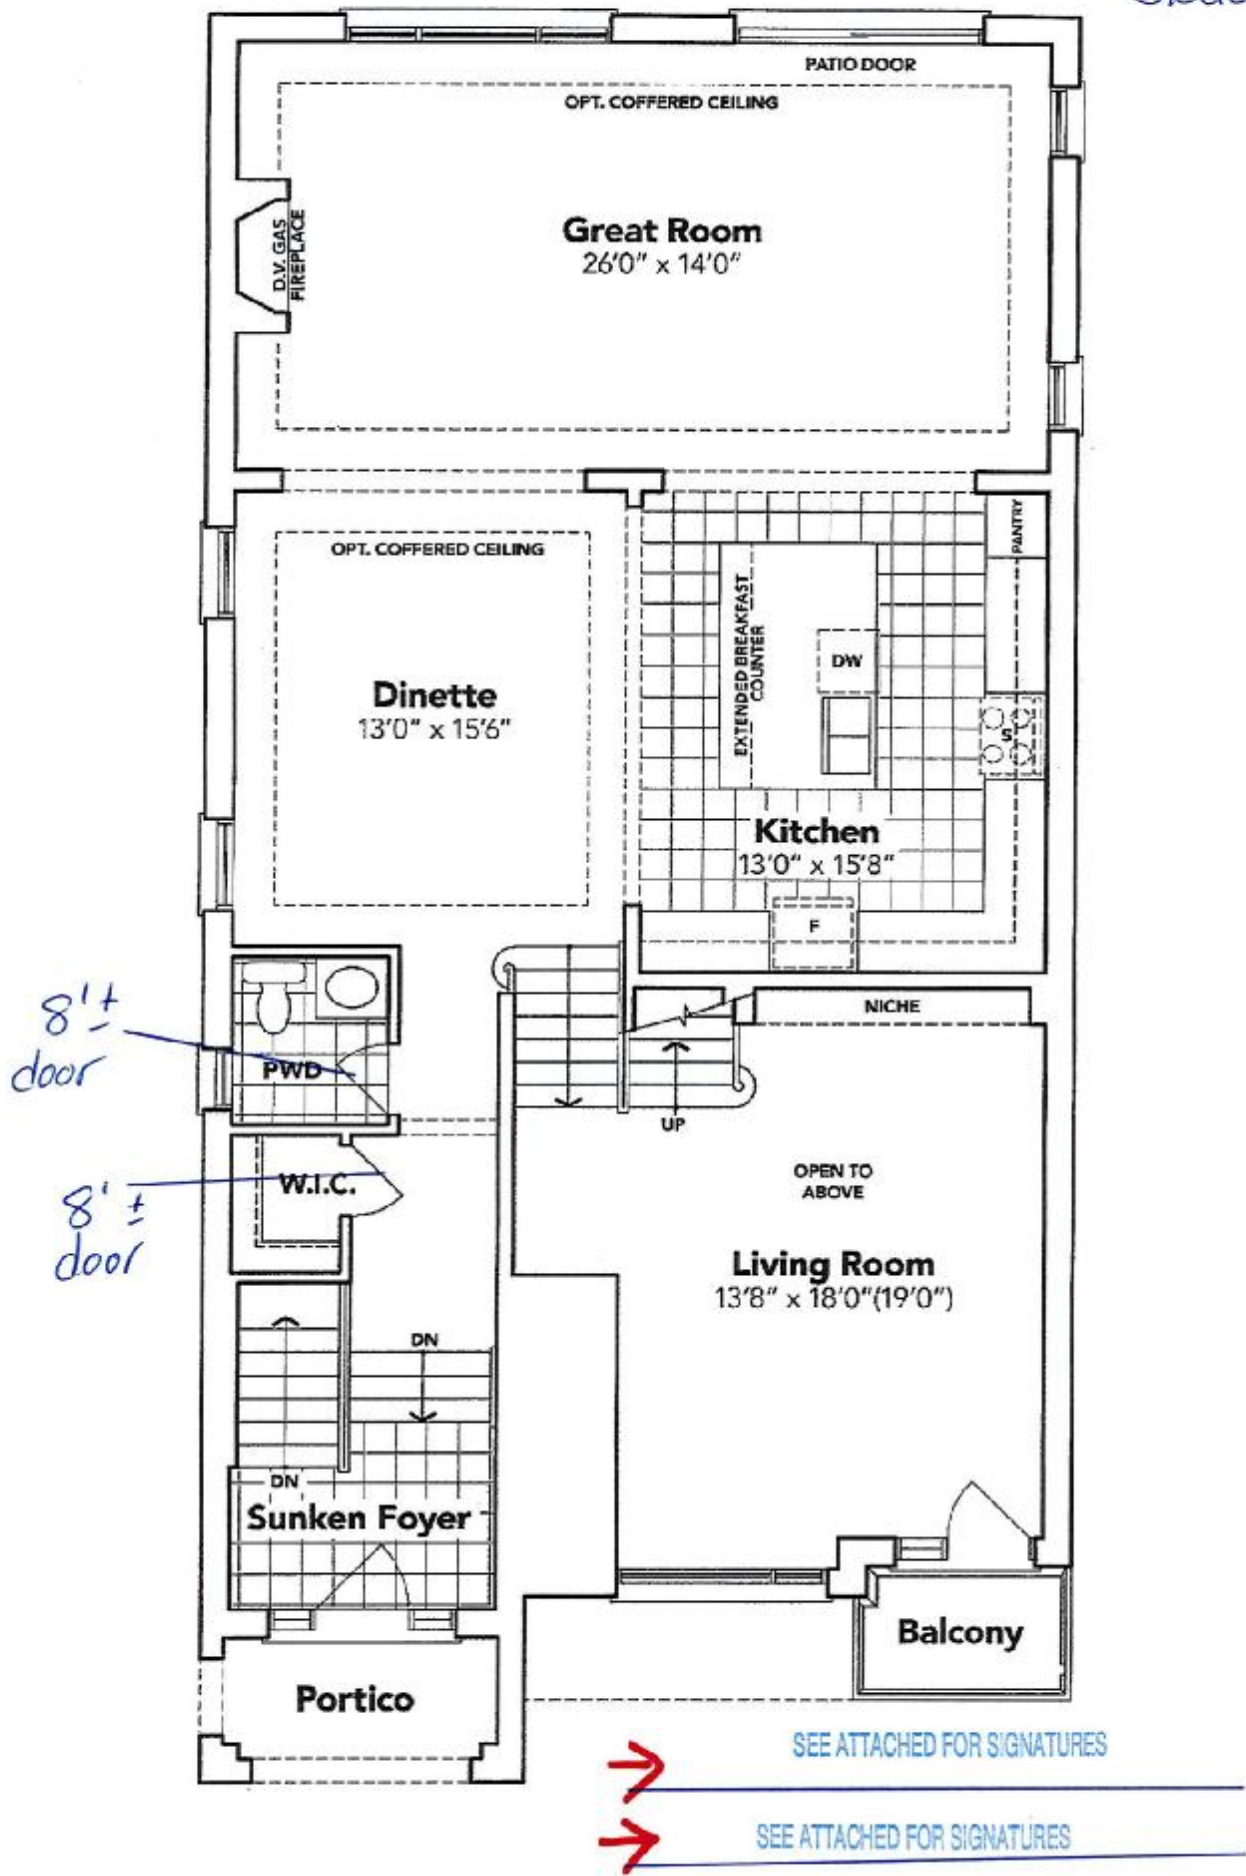 PATIO DOOR
OPT. COFFERED CEILING
D.V. GAS
FIREPLACE
Great Room
26'0" x 14'0"
OPT. COFFERED CEILING
PANTRY
EXTENDED BREAKFAST
COUNTER
DW
Dinette
13'0" x 15'6"
S
Kitchen
13'0" x 15'8"
F
8'±
door
PWD
NICHE
UP
8'±
door
W.I.C.
OPEN TO
ABOVE
Living Room
13'8" x 18'0"(19'0")
DN
DN
Sunken Foyer
Balcony
Portico
SEE ATTACHED FOR SIGNATURES
SEE ATTACHED FOR SIGNATURES